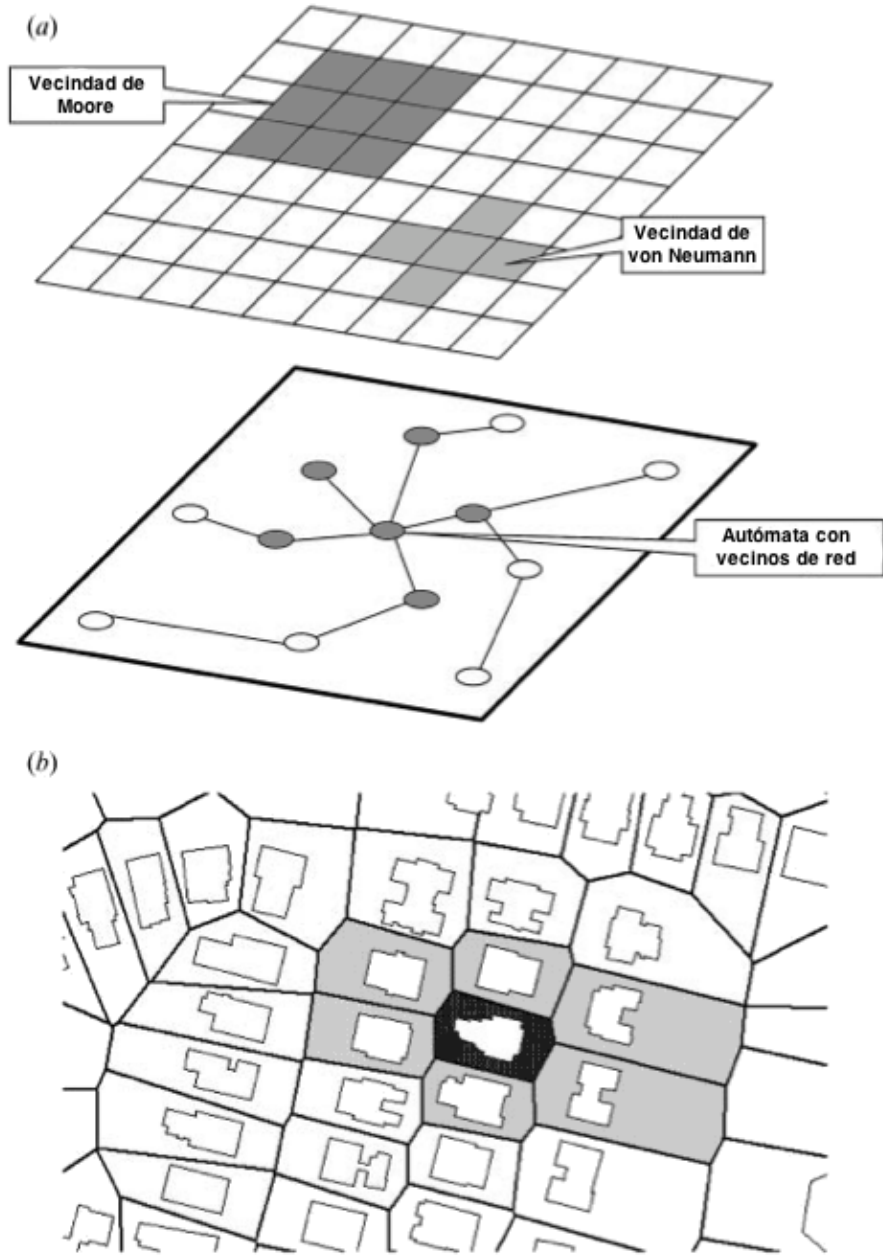 (a)
Vecindad de
Moore
Vecindad de
von Neumann
Autómata con
vecinos de red
(b)